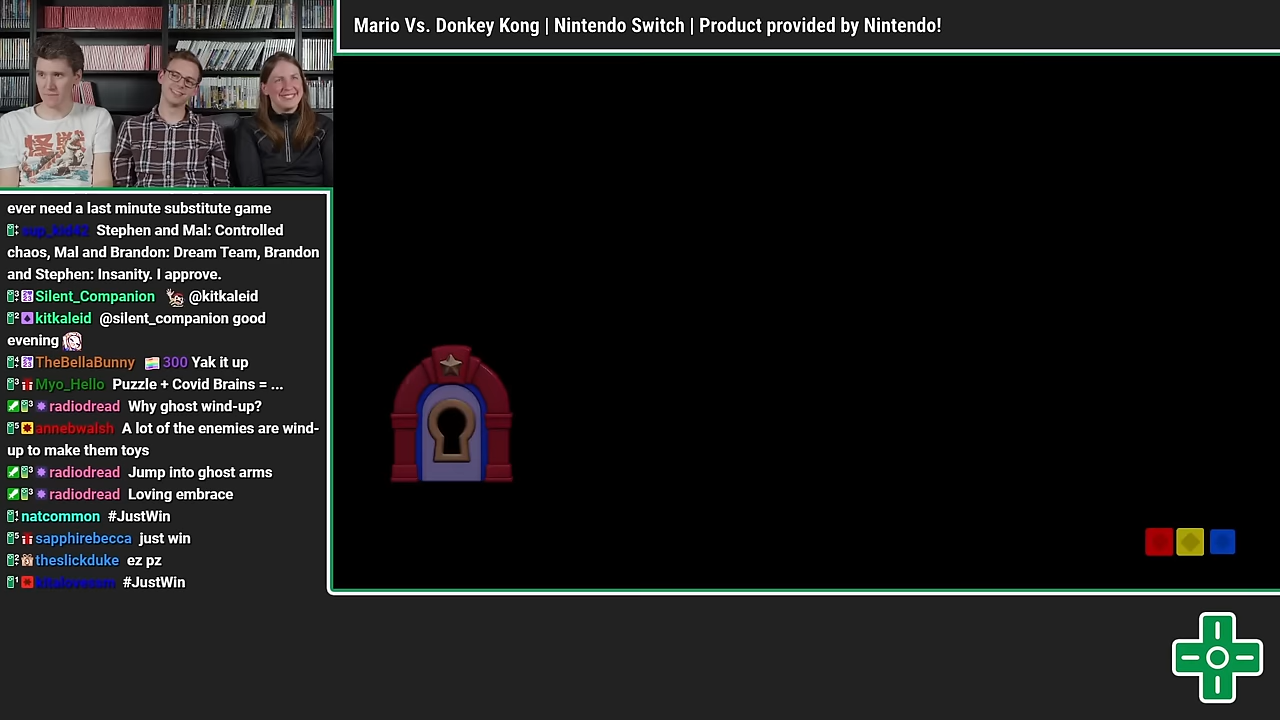 Mario Vs. Donkey Kong | Nintendo Switch | Product provided by Nintendo!
怪獣
ever need a last minute substitute game
sup_kid42 Stephen and Mal: Controlled
chaos, Mal and Brandon: Dream Team, Brandon
and Stephen: Insanity. I approve.
Silent_Companion @kitkaleid
kitkaleid @silent_companion good
evening
TheBellaBunny 300 Yak it up
Myo_Hello Puzzle + Covid Brains = ...
radiodread Why ghost wind-up?
annebwalsh A lot of the enemies are wind-
up to make them toys
radiodread Jump into ghost arms
radiodread Loving embrace
natcommon #JustWin
sapphirebecca just win
theslickduke ez pz
#JustWin